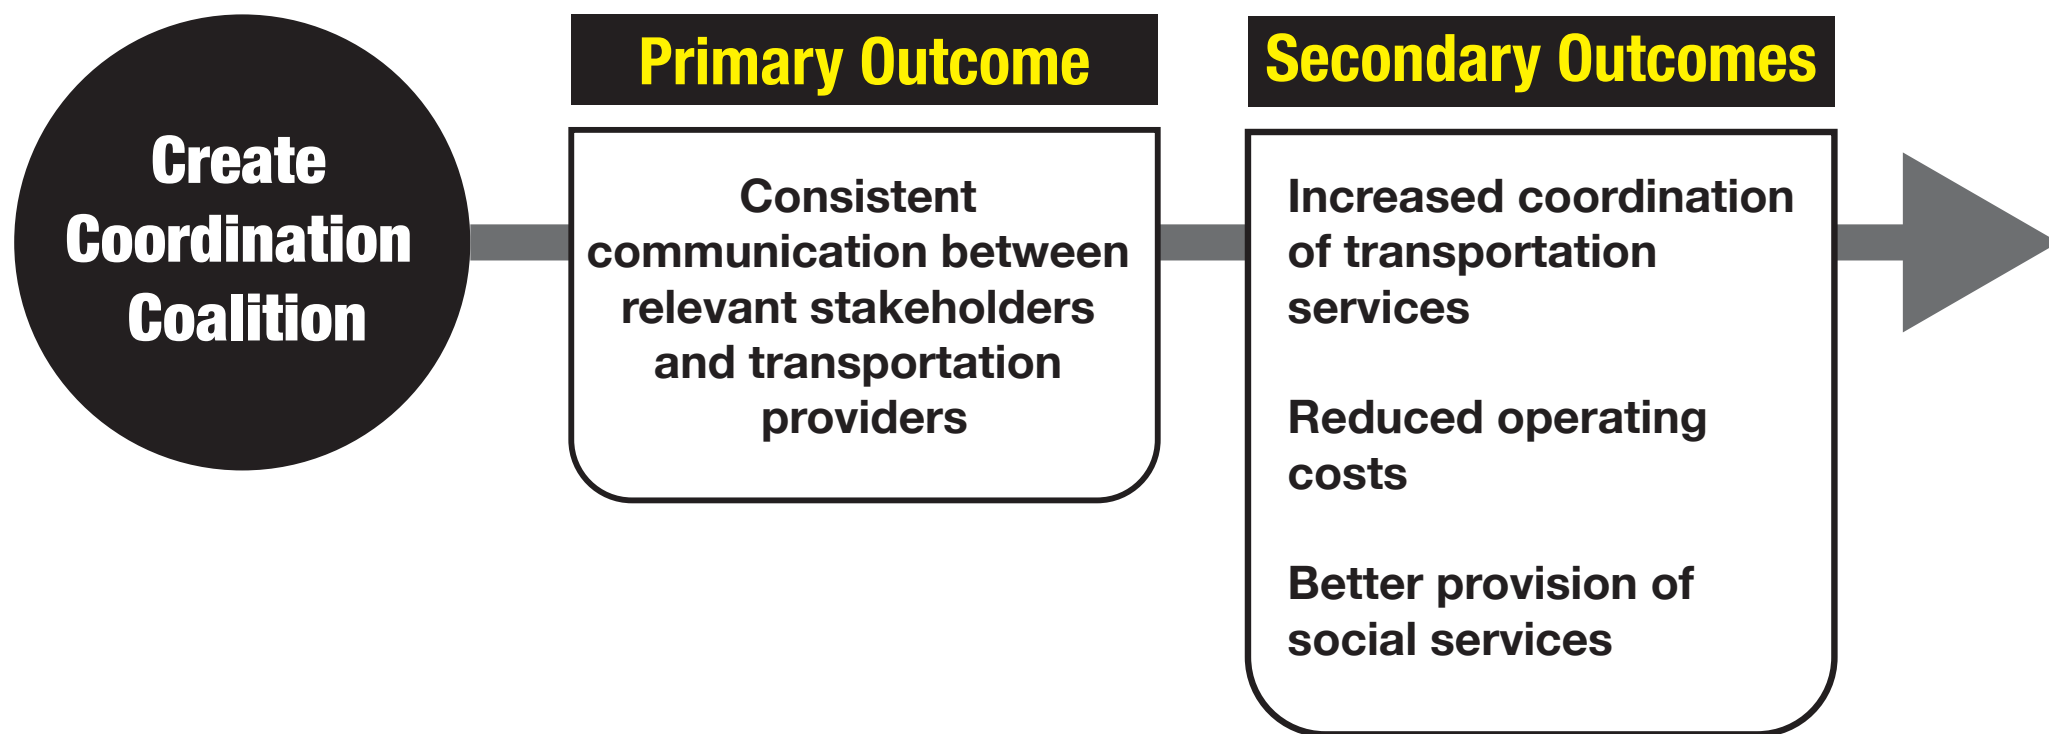 Create
Coordination
Coalition
Primary Outcome
Consistent
communication between
relevant stakeholders
and transportation
providers
Secondary Outcomes
Increased coordination
of transportation
services
Reduced operating
costs
Better provision of
social services